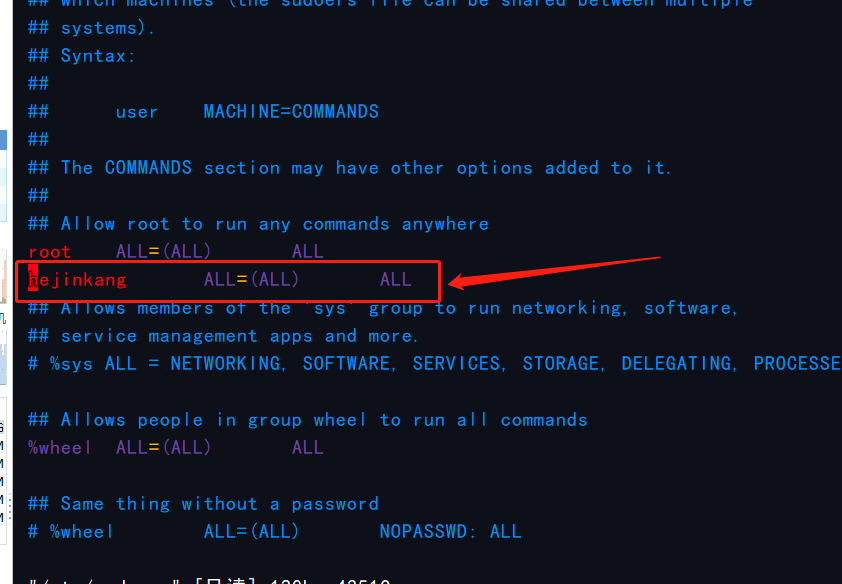 ## which machines (the sudoers file can be shared between multiple
## systems).
## Syntax:
##
##      user    MACHINE=COMMANDS
##
## The COMMANDS section may have other options added to it.
##
## Allow root to run any commands anywhere
root    ALL=(ALL)       ALL
hejinkang       ALL=(ALL)       ALL
## Allows members of the 'sys' group to run networking, software,
## service management apps and more.
# %sys ALL = NETWORKING, SOFTWARE, SERVICES, STORAGE, DELEGATING, PROCESSE
## Allows people in group wheel to run all commands
%wheel  ALL=(ALL)       ALL
## Same thing without a password
# %wheel        ALL=(ALL)       NOPASSWD: ALL